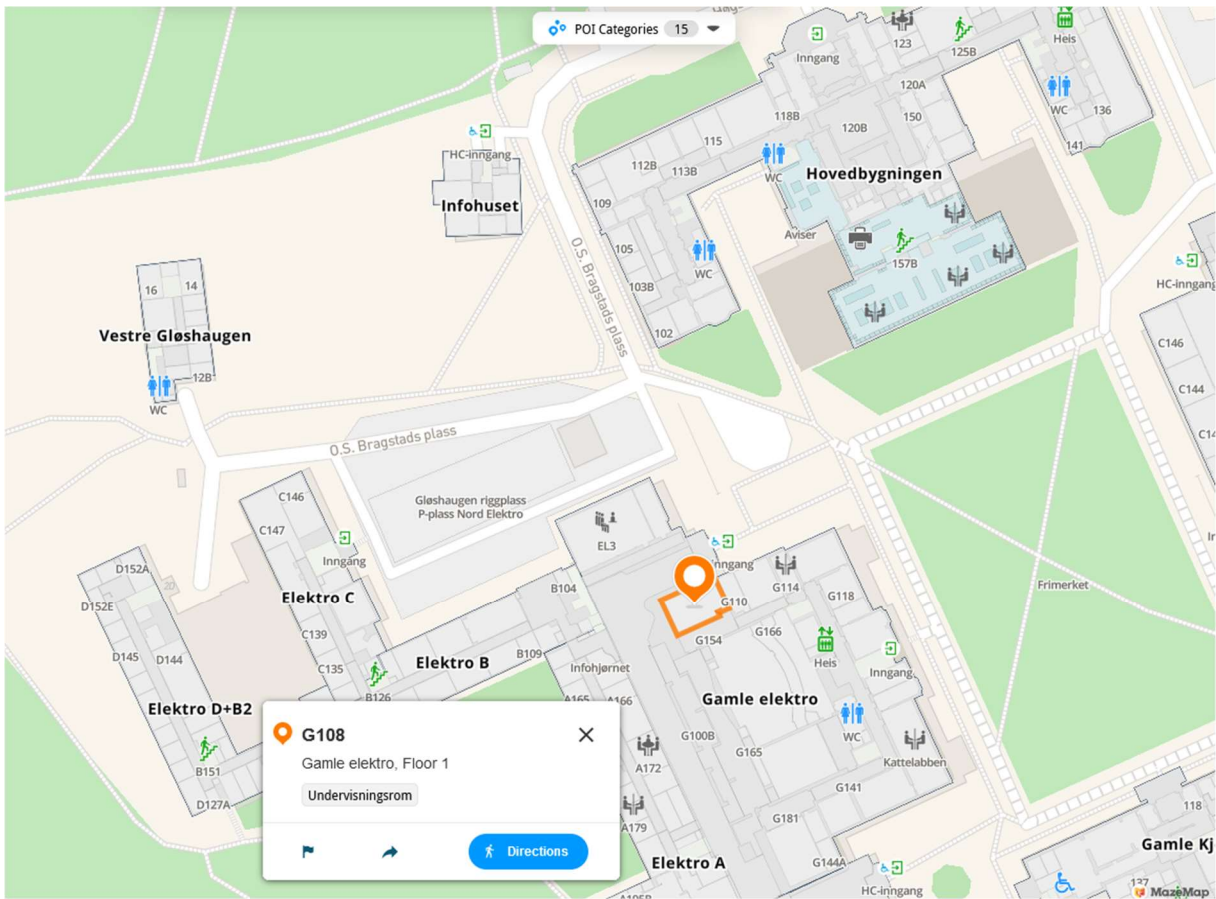 POI Categories 15
123
125B
Heis
Inngang
120A
WC
136
118B
150
120B
115
141
HC-inngang
112B
113B
WC
Hovedbygningen
Infohuset
109
Aviser
105
O.S. Bragstads plass
157B
WC
HC-inngang
16
14
103B
Vestre Gløshaugen
102
C146
12B
C144
WC
O.S. Bragstads plass
C146
Gløshaugen riggplass
P-plass Nord Elektro
C147
EL3
Inngang
D152A
B104
G114
Frimerket
Elektro C
G110
G118
D152E
C139
G154
G166
D145
D144
C135
Elektro B
B109
Infohjørnet
Heis
Inngang
B126
A165
A166
Gamle elektro
Elektro D+B2
G108
Gamle elektro, Floor 1
Undervisningsrom
Directions
G100B
WC
G165
Kattelabben
B151
A172
G141
D127A
118
G181
A179
Gamle Kj
Elektro A
G144A
HC-inngang
137
MazeMap